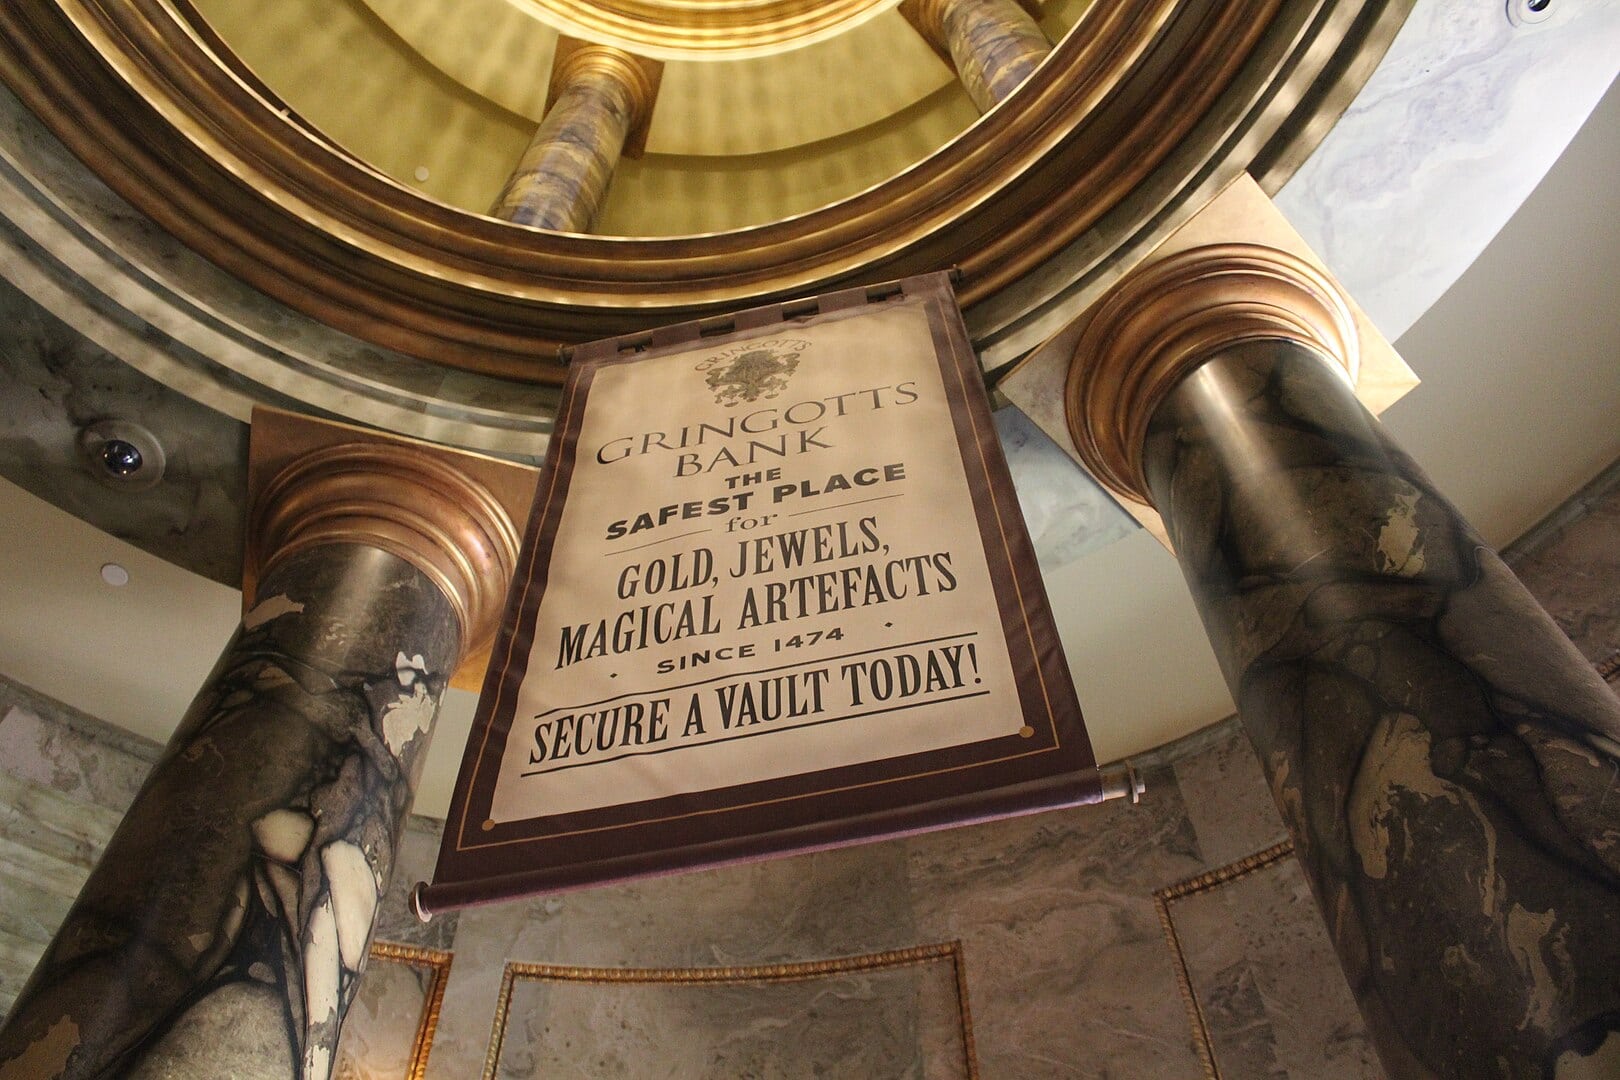 GRINGOTTS
GRINGOTTS
BANK
THE
SAFEST PLACE
for
GOLD, JEWELS,
MAGICAL ARTEFACTS
SINCE 1474
SECURE A VAULT TODAY!